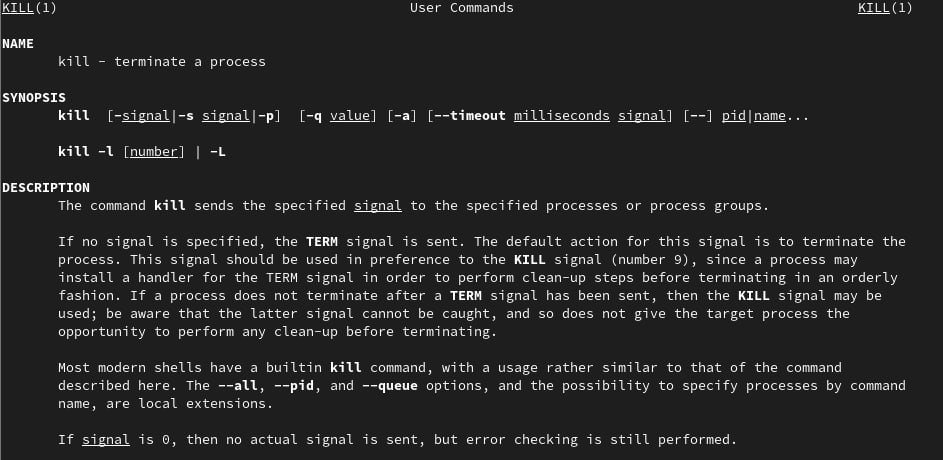 KILL(1) User Commands KILL(1)
NAME
kill - terminate a process
SYNOPSIS
kill [-signal|-s signal|-p] [-q value] [-a] [--timeout milliseconds signal] [--] pid|name...
kill -l [number] | -L
DESCRIPTION
The command kill sends the specified signal to the specified processes or process groups.
If no signal is specified, the TERM signal is sent. The default action for this signal is to terminate the
process. This signal should be used in preference to the KILL signal (number 9), since a process may
install a handler for the TERM signal in order to perform clean-up steps before terminating in an orderly
fashion. If a process does not terminate after a TERM signal has been sent, then the KILL signal may be
used; be aware that the latter signal cannot be caught, and so does not give the target process the
opportunity to perform any clean-up before terminating.
Most modern shells have a builtin kill command, with a usage rather similar to that of the command
described here. The --all, --pid, and --queue options, and the possibility to specify processes by command
name, are local extensions.
If signal is 0, then no actual signal is sent, but error checking is still performed.